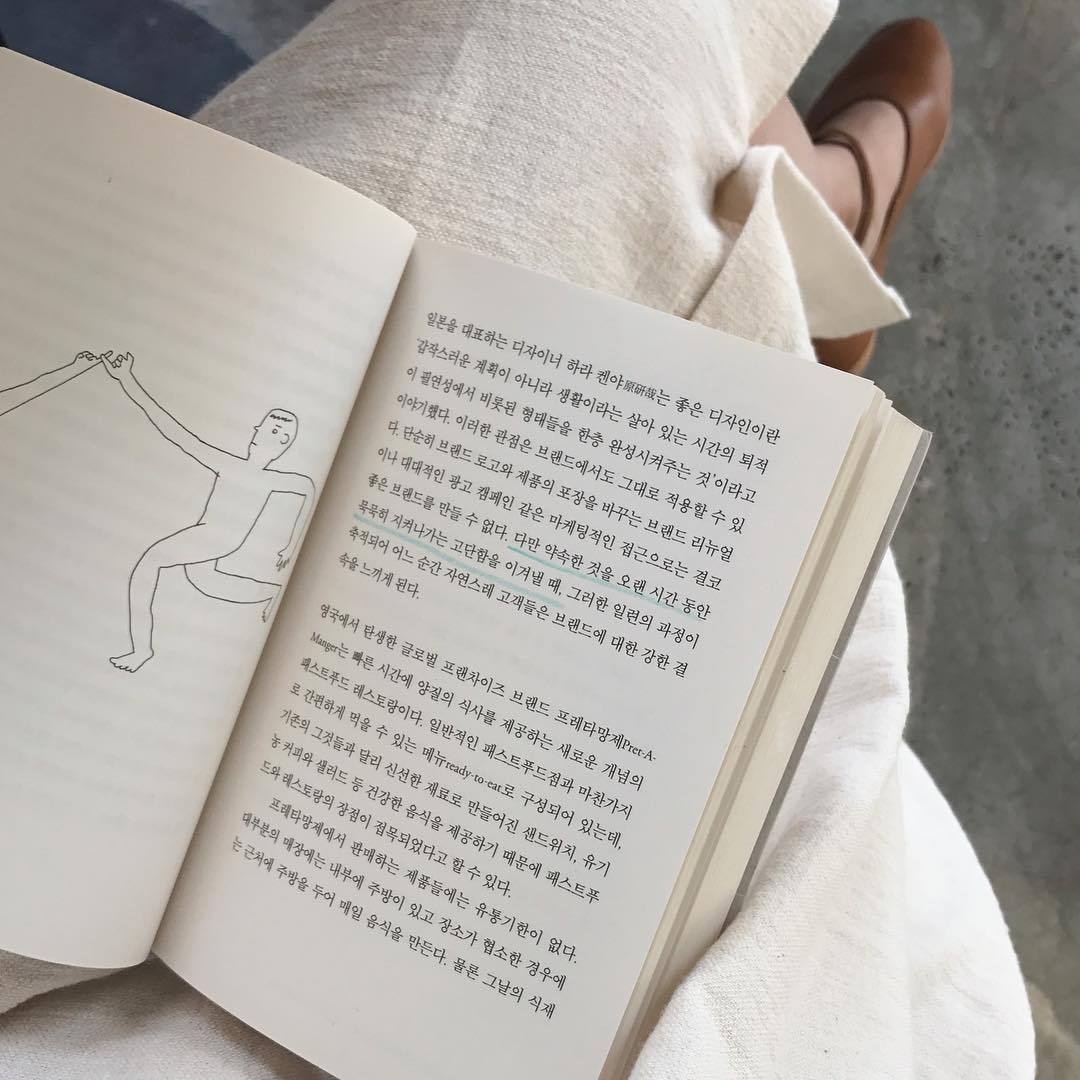 일본을 대표하는 디자이너 하라 켄야原硏哉는 좋은 디자인이란
‘갑작스러운 계획이 아니라 생활이라는 살아 있는 시간의 퇴적
이 필연성에서 비롯된 형태들을 한층 완성시켜주는 것’이라고
이야기했다. 이러한 관점은 브랜드에서도 그대로 적용할 수 있
다. 단순히 브랜드 로고와 제품의 포장을 바꾸는 브랜드 리뉴얼
이나 대대적인 광고 캠페인 같은 마케팅적인 접근으로는 결코
좋은 브랜드를 만들 수 없다. 다만 약속한 것을 오랜 시간 동안
묵묵히 지켜나가는 고단함을 이겨낼 때, 그러한 일련의 과정이
축적되어 어느 순간 자연스레 고객들은 브랜드에 대한 강한 결
속을 느끼게 된다.
영국에서 탄생한 글로벌 프랜차이즈 브랜드 프레타망제Pret-A-
Manger는 빠른 시간에 양질의 식사를 제공하는 새로운 개념의
패스트푸드 레스토랑이다. 일반적인 패스트푸드점과 마찬가지
로 간편하게 먹을 수 있는 메뉴ready-to-eat로 구성되어 있는데,
기존의 그것들과 달리 신선한 재료로 만들어진 샌드위치, 유기
농 커피와 샐러드 등 건강한 음식을 제공하기 때문에 패스트푸
드와 레스토랑의 장점이 접목되었다고 할 수 있다.
프레타망제에서 판매하는 제품들에는 유통기한이 없다.
대부분의 매장에는 내부에 주방이 있고 장소가 협소한 경우에
는 근처에 주방을 두어 매일 음식을 만든다. 물론 그날의 식재